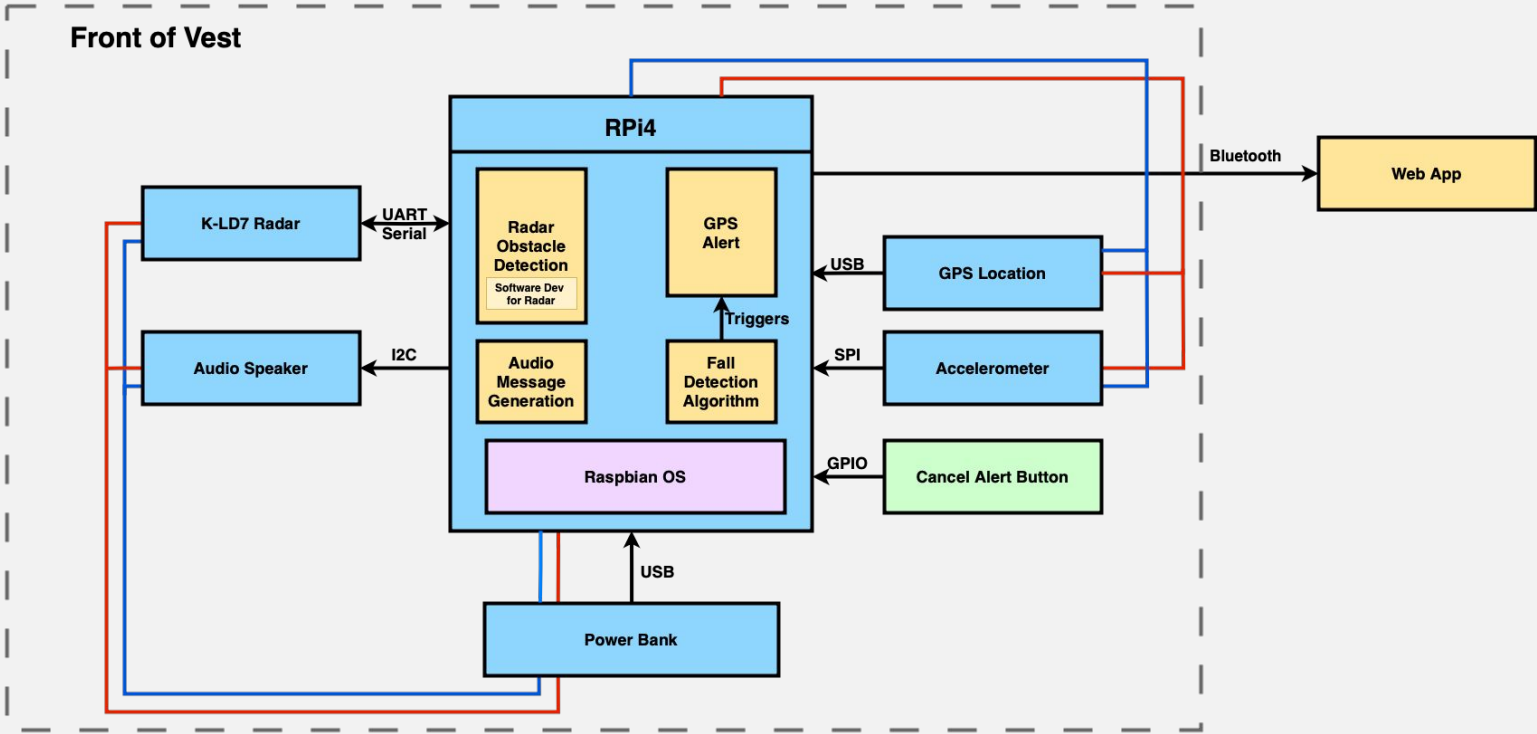 Front of Vest
RPi4
Bluetooth
Web App
K-LD7 Radar
UART
Serial
Radar
Obstacle
Detection
Software Dev
for Radar
GPS
Alert
USB
GPS Location
Triggers
Audio Speaker
I2C
Audio
Message
Generation
Fall
Detection
Algorithm
SPI
Accelerometer
Raspbian OS
GPIO
Cancel Alert Button
USB
Power Bank